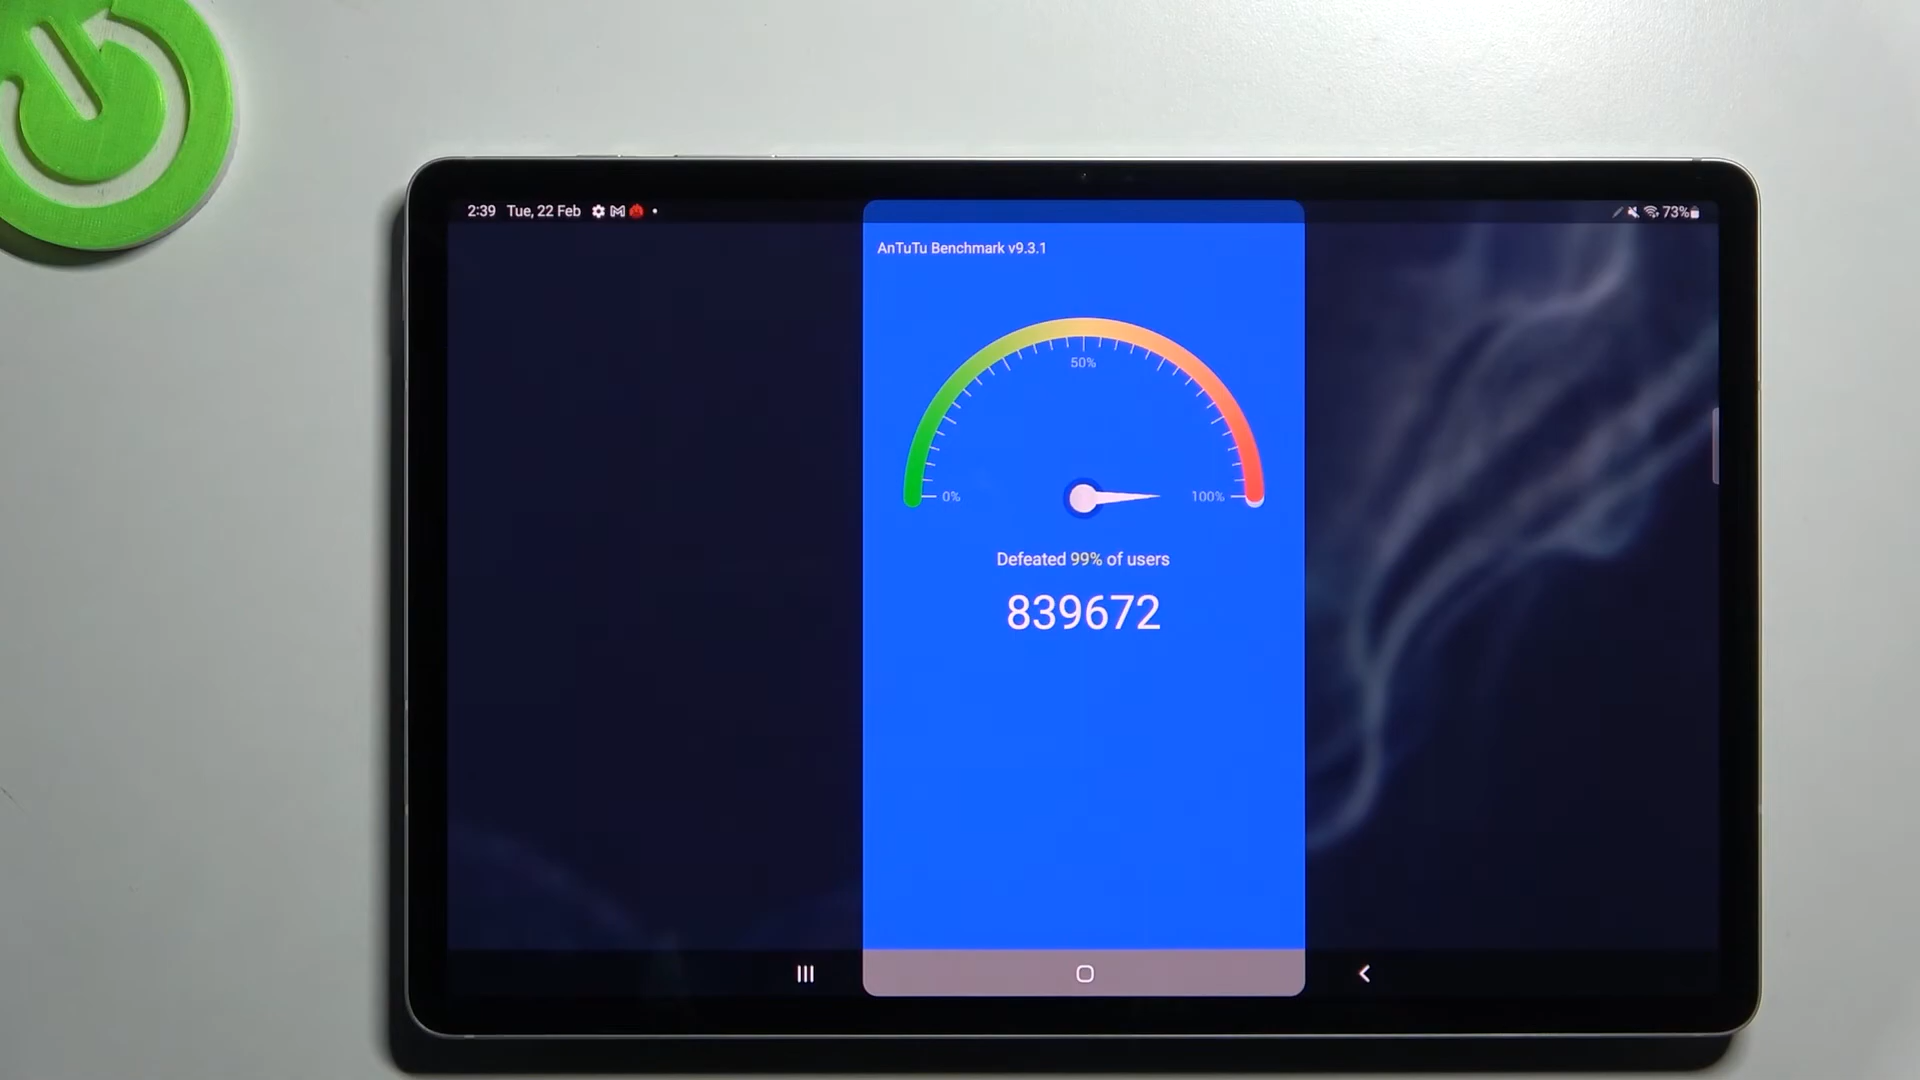 2:39 Tue, 22 Feb
73%
AnTuTu Benchmark v9.3.1
50%
0%
100%
Defeated 99% of users
839672